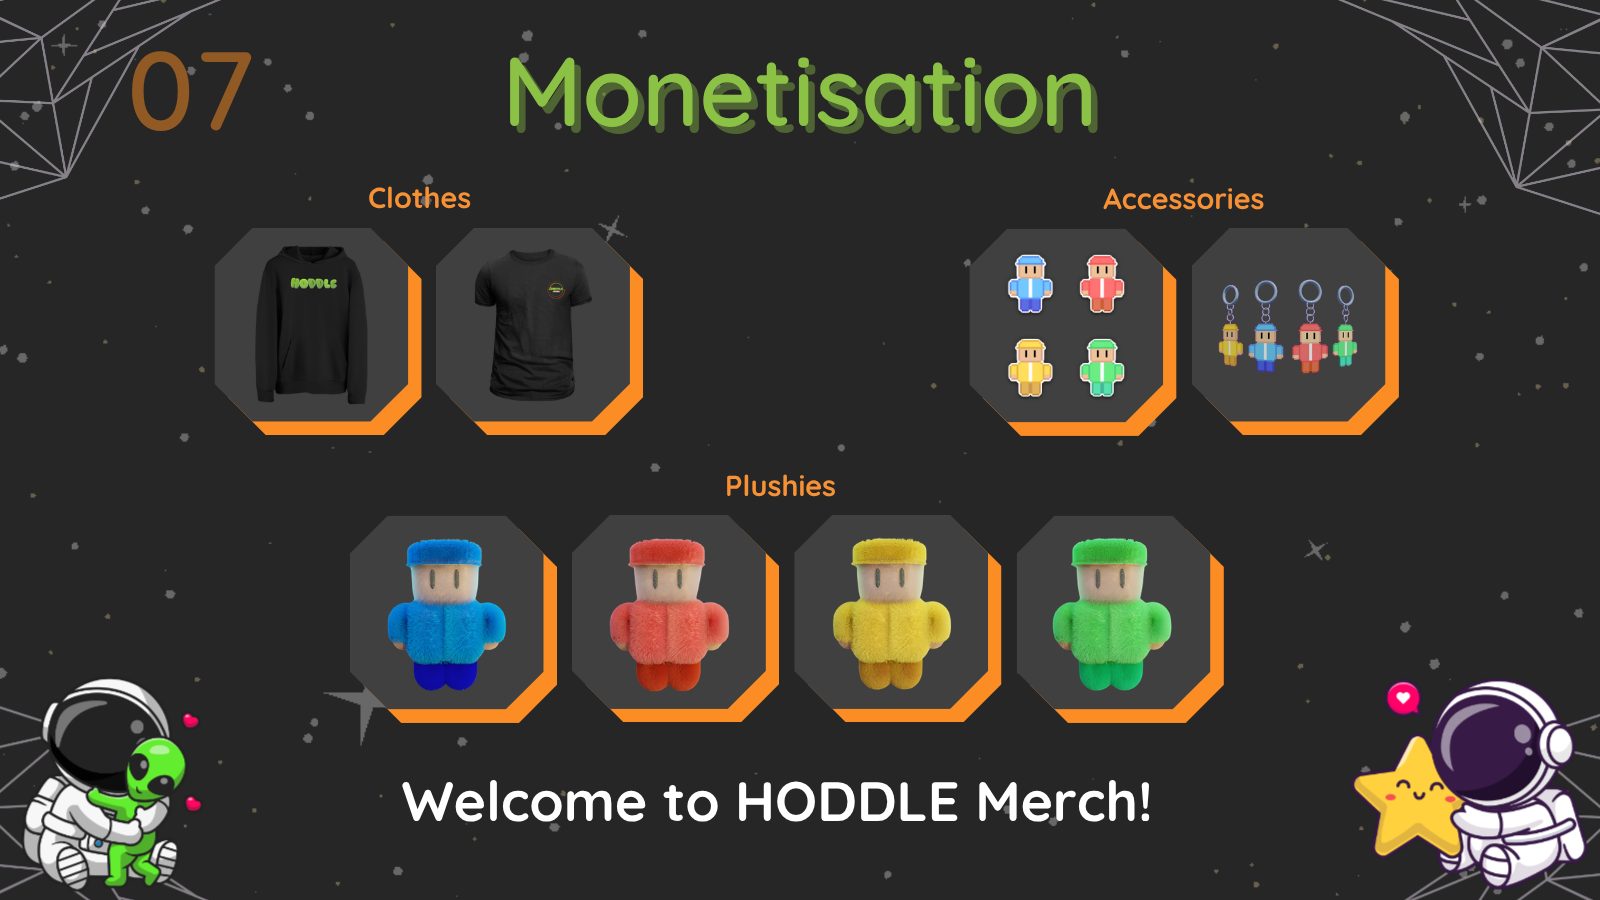 07
Monetisation
Clothes
Accessories
HODDLE
Plushies
Welcome to HODDLE Merch!